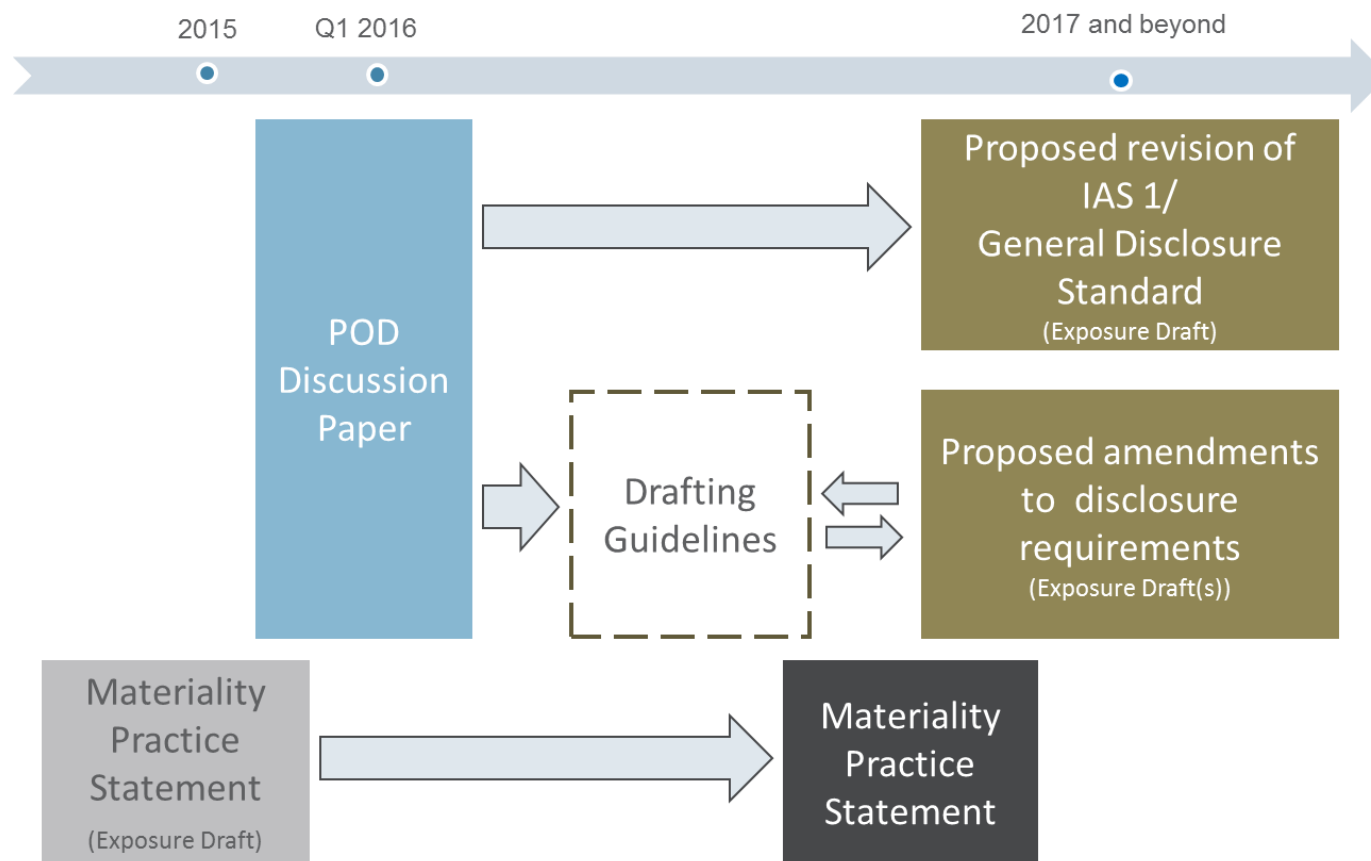 2015
Q1 2016
2017 and beyond
POD
Discussion
Paper
Proposed revision of
IAS 1/
General Disclosure
Standard
(Exposure Draft)
Drafting
Guidelines
Proposed amendments
to disclosure
requirements
(Exposure Draft(s))
Materiality
Practice
Statement
(Exposure Draft)
Materiality
Practice
Statement